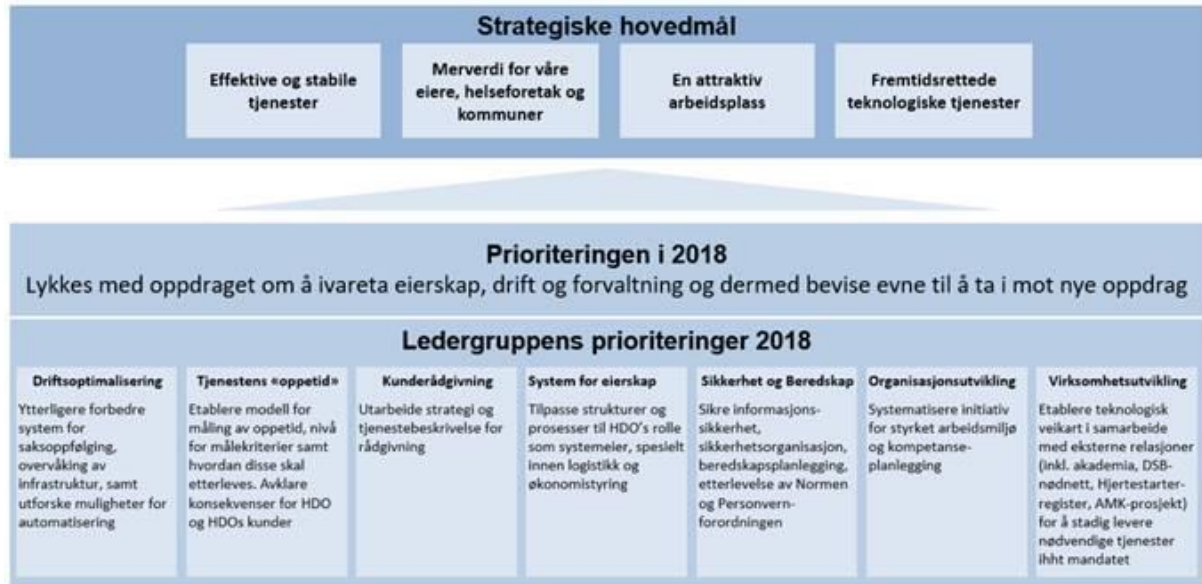 Strategiske hovedmål
Effektive og stabile
tjenester
Merverdi for våre
eiere, helseforetak og
kommuner
En attraktiv
arbeidsplass
Fremtidsrettede
teknologiske tjenester
Prioriteringen i 2018
Lykkes med oppdraget om å ivareta eierskap, drift og forvaltning og dermed bevise evne til å ta i mot nye oppdrag
Ledergruppens prioriteringer 2018
Driftsoptimalisering
Ytterligere forbedre
system for
saksoppfølging,
overvåking av
infrastruktur, samt
utforske muligheter for
automatisering
Tjenestens «oppetid»
Etablere modell for
måling av oppetid, nivå
for målekriterier samt
hvordan disse skal
etterleves. Avklare
konsekvenser for HDO
og HDOs kunder
Kunderådgivning
Utarbeide strategi og
tjenestebeskrivelse for
rådgivning
System for eierskap
Tilpasse strukturer og
prosesser til HDO's rolle
som systemeier, spesielt
innen logistikk og
økonomistyring
Sikkerhet og Beredskap
Sikre informasjons-
sikkerhet,
sikkerhetsorganisasjon,
beredskapsplanlegging,
etterlevelse av Normen
og Personvern-
forordningen
Organisasjonsutvikling
Systematisere initiativ
for styrket arbeidsmiljø
og kompetanse-
planlegging
Virksomhetsutvikling
Etablere teknologisk
veikart i samarbeide
med eksterne relasjoner
(inkl. akademia, DSB-
nødnett, Hjertestarter-
register, AMK-prosjekt)
for å stadig levere
nødvendige tjenester
ihht mandatet